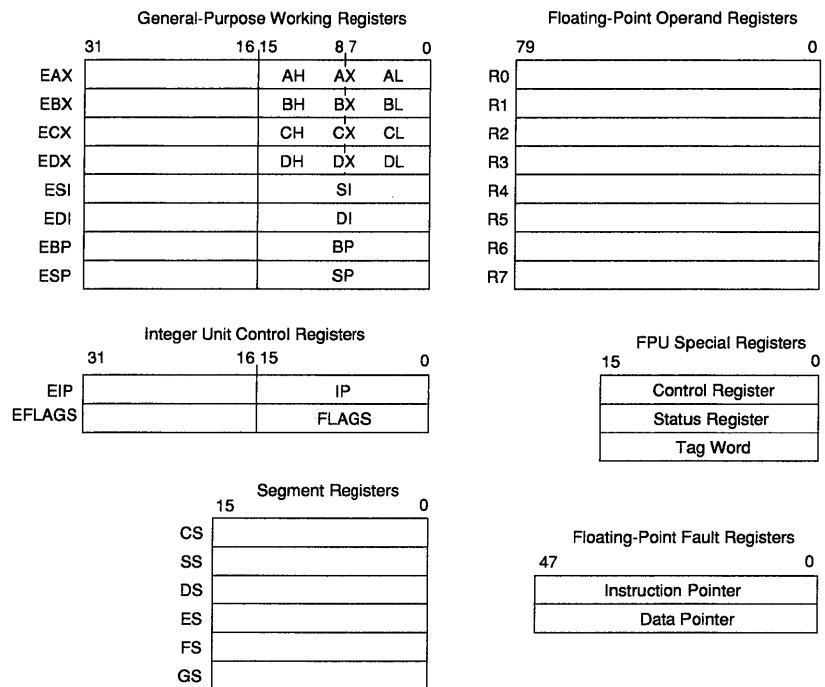 General-Purpose Working Registers
31 16 15 8 7 0
EAX AH AX AL
EBX BH BX BL
ECX CH CX CL
EDX DH DX DL
ESI SI
EDI DI
EBP BP
ESP SP
Floating-Point Operand Registers
79 0
R0
R1
R2
R3
R4
R5
R6
R7
Integer Unit Control Registers
31 16 15 0
EIP IP
EFLAGS FLAGS
FPU Special Registers
15 0
Control Register
Status Register
Tag Word
Segment Registers
15 0
CS
SS
DS
ES
FS
GS
Floating-Point Fault Registers
47 0
Instruction Pointer
Data Pointer